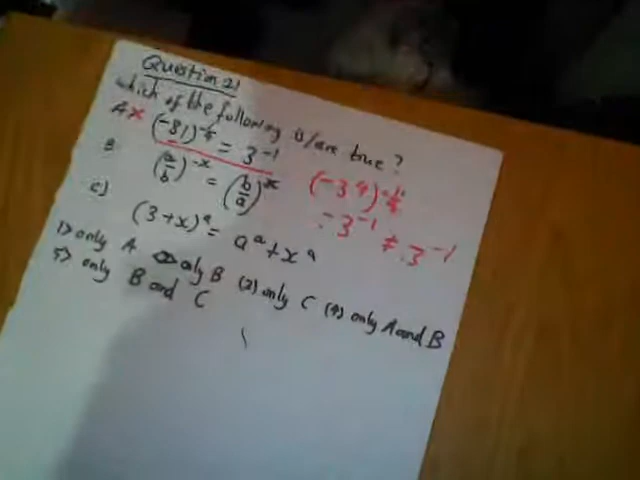 Question 21
which of the following is/are true?
A × (-81)^-¼ = 3^-1
B (a/b)^-x = (b/a)^x
(-3^4)^-¼
= -3^-1 ≠ 3^-1
c) (3+x)^a = a^a + x^a
1) only A only B (2) only C (4) only A and B
5) only B and C